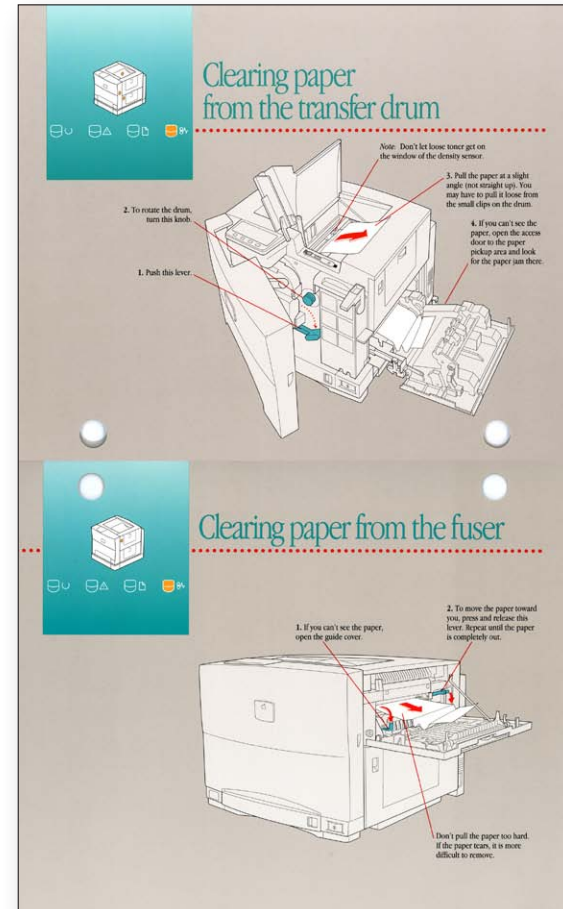 Clearing paper
from the transfer drum
Note: Don't let loose toner get on
the window of the density sensor.
3. Pull the paper at a slight
angle (not straight up). You
may have to pull it loose from
the small clips on the drum.
2. To rotate the drum,
turn this knob.
4. If you can't see the
paper, open the access
door to the paper
pickup area and look
for the paper jam there.
1. Push this lever.
Clearing paper from the fuser
1. If you can't see the paper,
open the guide cover.
2. To move the paper toward
you, press and release this
lever. Repeat until the paper
is completely out.
Don't pull the paper too hard.
If the paper tears, it is more
difficult to remove.